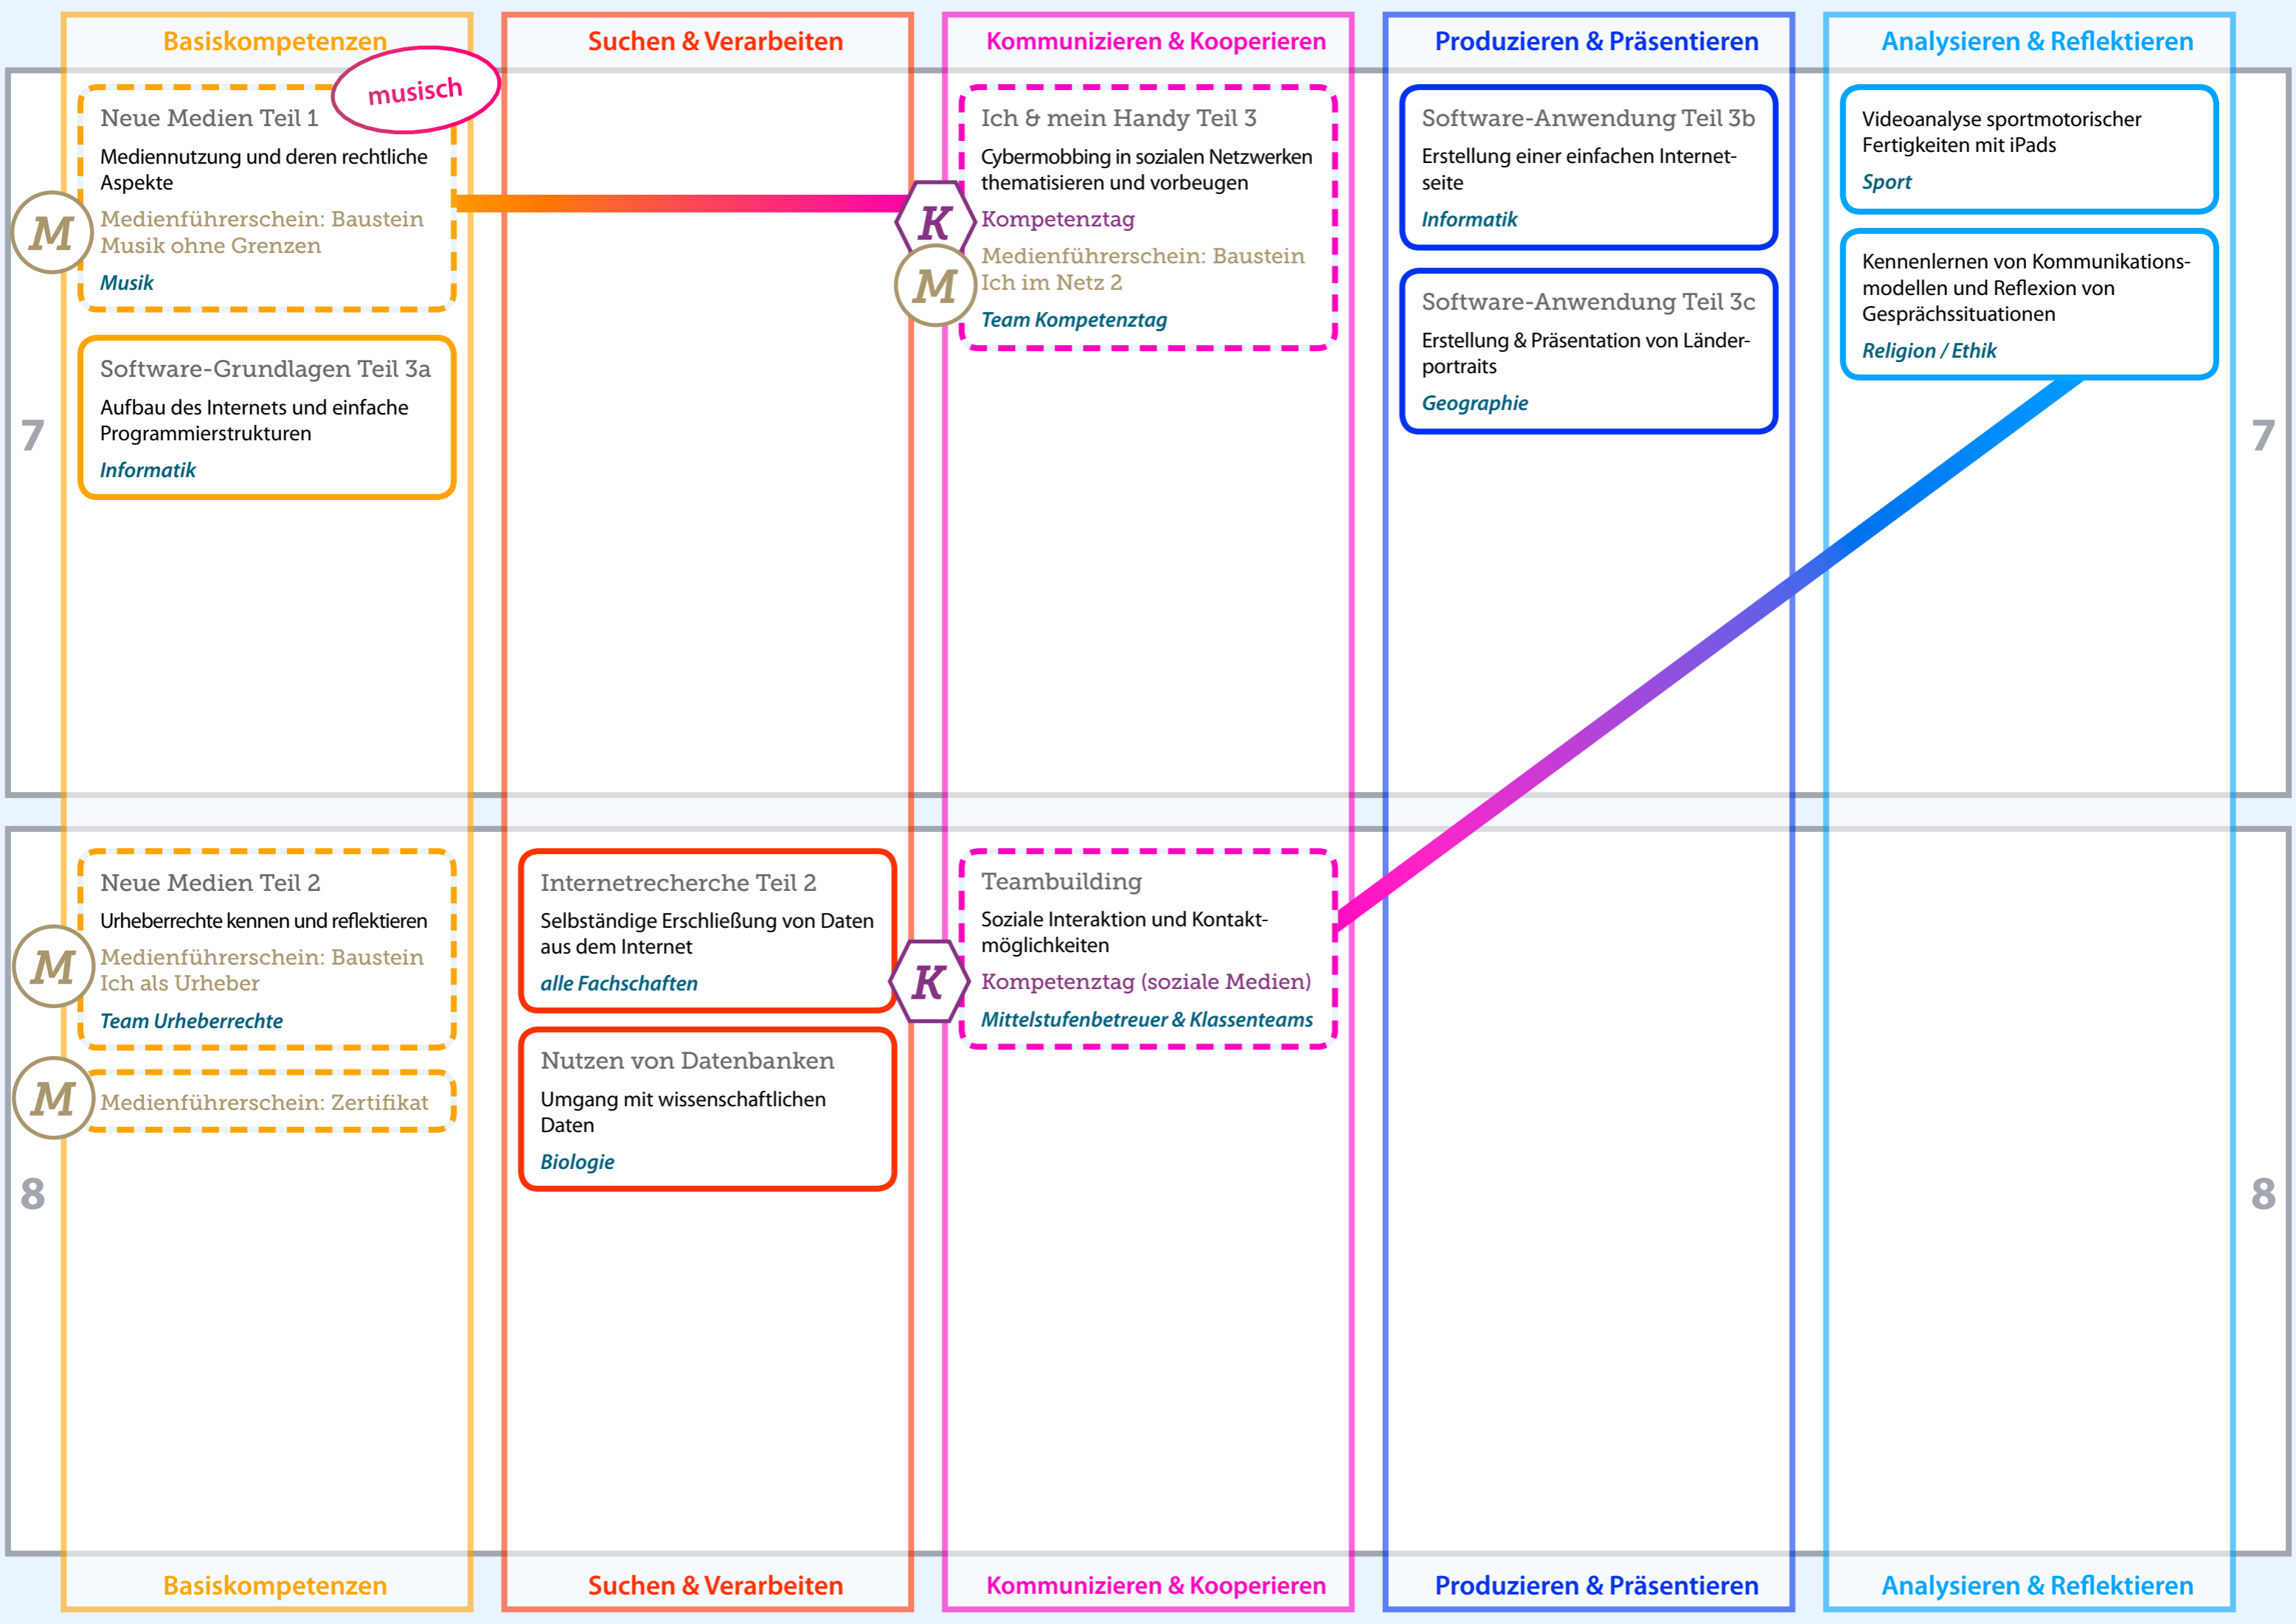 Basiskompetenzen
Suchen & Verarbeiten
Kommunizieren & Kooperieren
Produzieren & Präsentieren
Analysieren & Reflektieren
7
musisch
Neue Medien Teil 1
Mediennutzung und deren rechtliche
Aspekte
M
Medienführerschein: Baustein
Musik ohne Grenzen
Musik
Software-Grundlagen Teil 3a
Aufbau des Internets und einfache
Programmierstrukturen
Informatik
Ich & mein Handy Teil 3
Cybermobbing in sozialen Netzwerken
thematisieren und vorbeugen
K
Kompetenztag
M
Medienführerschein: Baustein
Ich im Netz 2
Team Kompetenztag
Software-Anwendung Teil 3b
Erstellung einer einfachen Internet-
seite
Informatik
Software-Anwendung Teil 3c
Erstellung & Präsentation von Länder-
portraits
Geographie
Videoanalyse sportmotorischer
Fertigkeiten mit iPads
Sport
Kennenlernen von Kommunikations-
modellen und Reflexion von
Gesprächssituationen
Religion / Ethik
7
8
Neue Medien Teil 2
Urheberrechte kennen und reflektieren
M
Medienführerschein: Baustein
Ich als Urheber
Team Urheberrechte
M
Medienführerschein: Zertifikat
Internetrecherche Teil 2
Selbständige Erschließung von Daten
aus dem Internet
alle Fachschaften
Nutzen von Datenbanken
Umgang mit wissenschaftlichen
Daten
Biologie
Teambuilding
Soziale Interaktion und Kontakt-
möglichkeiten
K
Kompetenztag (soziale Medien)
Mittelstufenbetreuer & Klassenteams
8
Basiskompetenzen
Suchen & Verarbeiten
Kommunizieren & Kooperieren
Produzieren & Präsentieren
Analysieren & Reflektieren